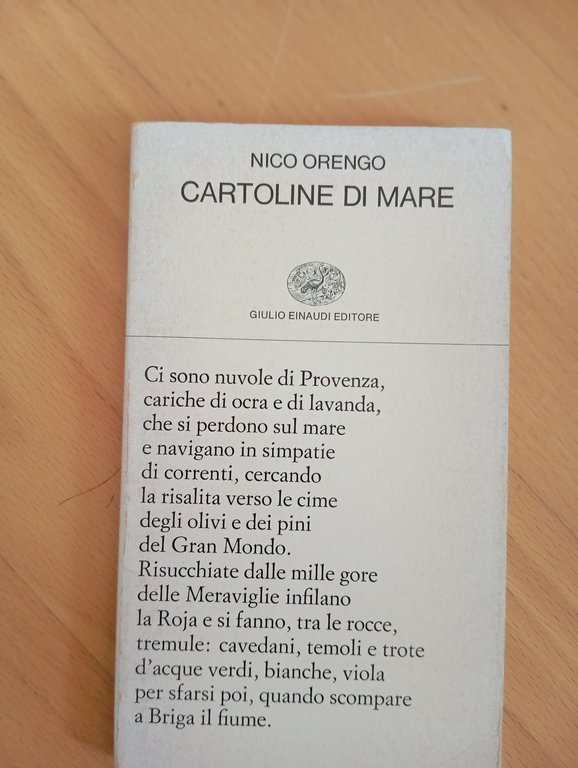 NICO ORENGO
CARTOLINE DI MARE
GIULIO EINAUDI EDITORE
Ci sono nuvole di Provenza,
cariche di ocra e di lavanda,
che si perdono sul mare
e navigano in simpatie
di correnti, cercando
la risalita verso le cime
degli olivi e dei pini
del Gran Mondo.
Risucchiate dalle mille gore
delle Meraviglie infilano
la Roja e si fanno, tra le rocce,
tremule: cavedani, temoli e trote
d'acque verdi, bianche, viola
per sfarsi poi, quando scompare
a Briga il fiume.